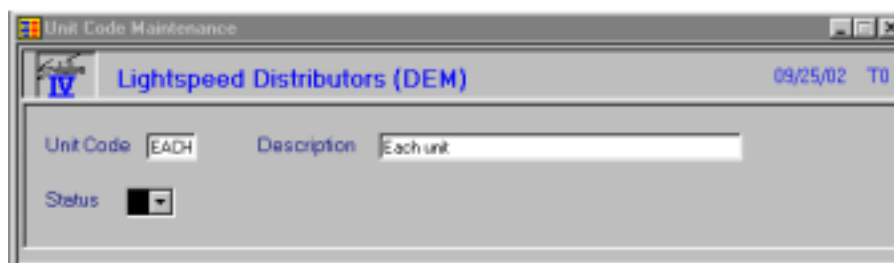 Unit Code Maintenance
IV Lightspeed Distributors (DEM) 09/25/02 T0
Unit Code EACH Description Each unit
Status